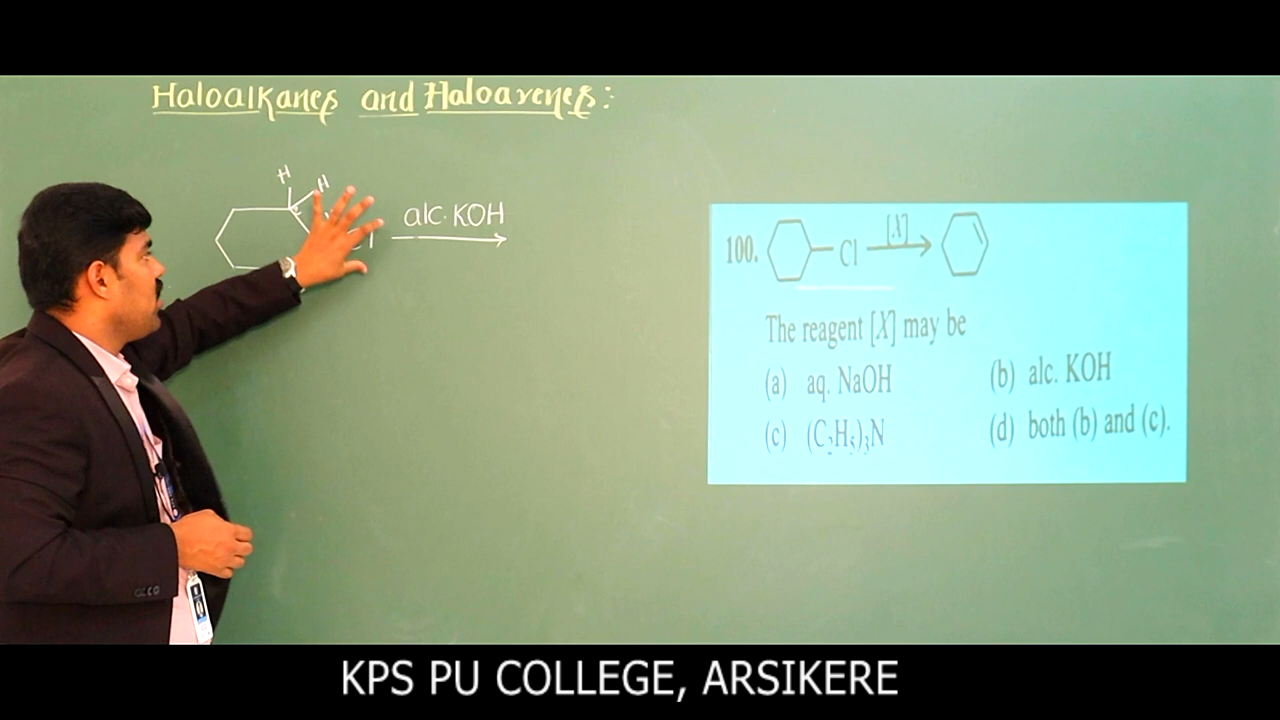 Haloalkanes and Haloarenes:
H
H
Cl
alc. KOH
100.
Cl
[X]
The reagent [X] may be
(a) aq. NaOH
(b) alc. KOH
(c) (C₂H₅)₃N
(d) both (b) and (c).
KPS PU COLLEGE, ARSIKERE